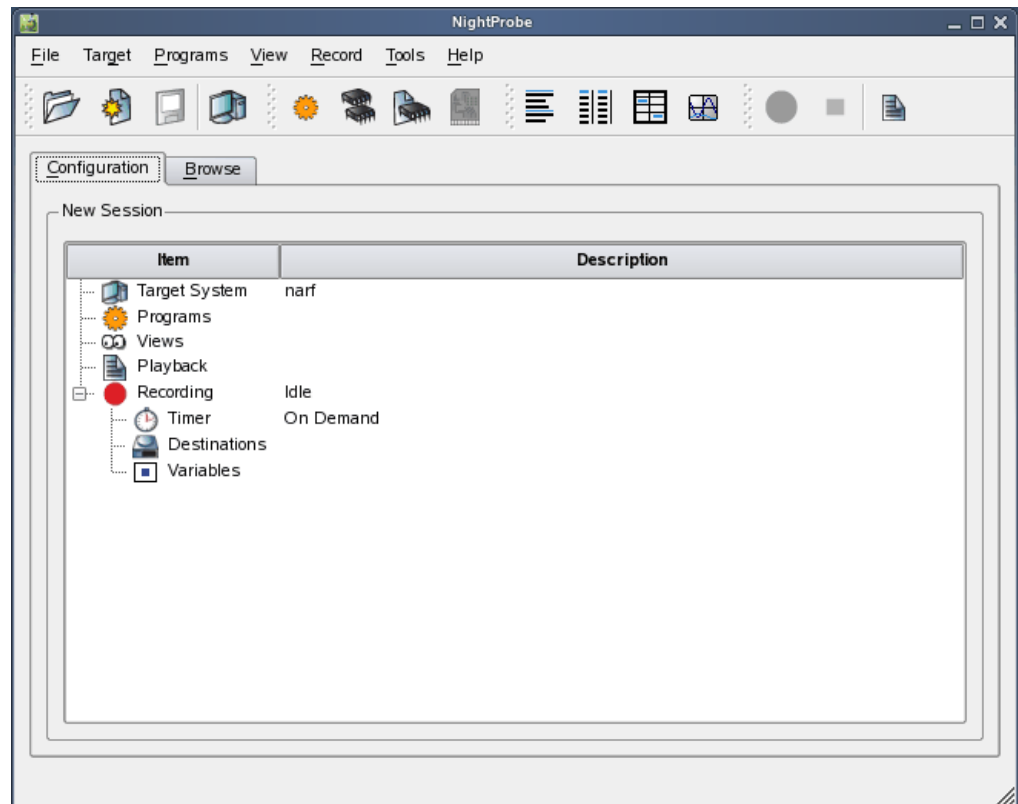 NightProbe
File Target Programs View Record Tools Help
Configuration Browse
New Session
Item Description
Target System narf
Programs
Views
Playback
Recording Idle
Timer On Demand
Destinations
Variables